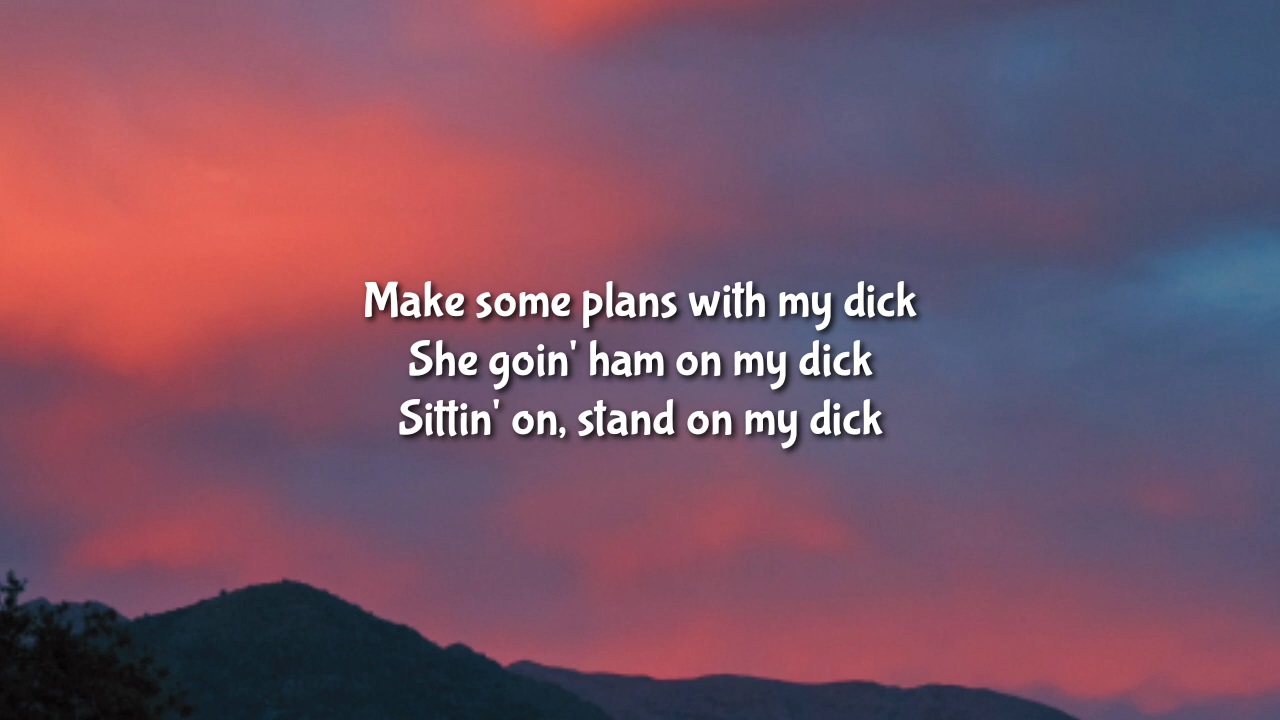 Make some plans with my dick
She goin' ham on my dick
Sittin' on, stand on my dick